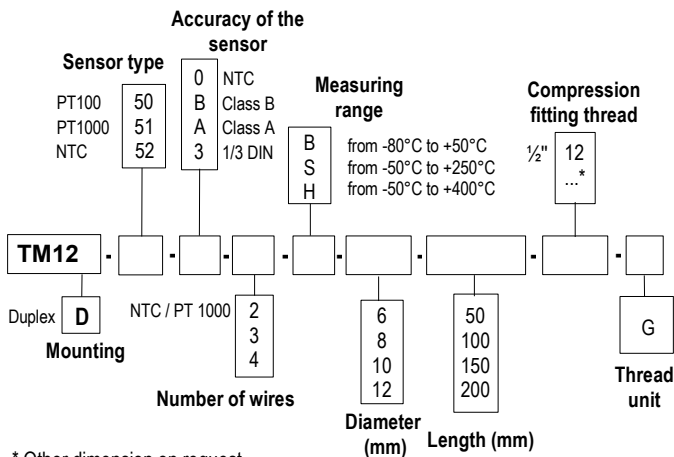 Accuracy of the
sensor
Sensor type
0 NTC
PT100 50
B Class B
PT1000 51
A Class A
NTC 52
3 1/3 DIN
Measuring
range
B from -80°C to +50°C
S from -50°C to +250°C
H from -50°C to +400°C
Compression
fitting thread
½" 12
...*
TM12 - - - - - - - -
Duplex D
Mounting
NTC / PT 1000 2
3
4
Number of wires
6
8
10
12
Diameter
(mm)
50
100
150
200
Length (mm)
G
Thread
unit
* Other dimension on request